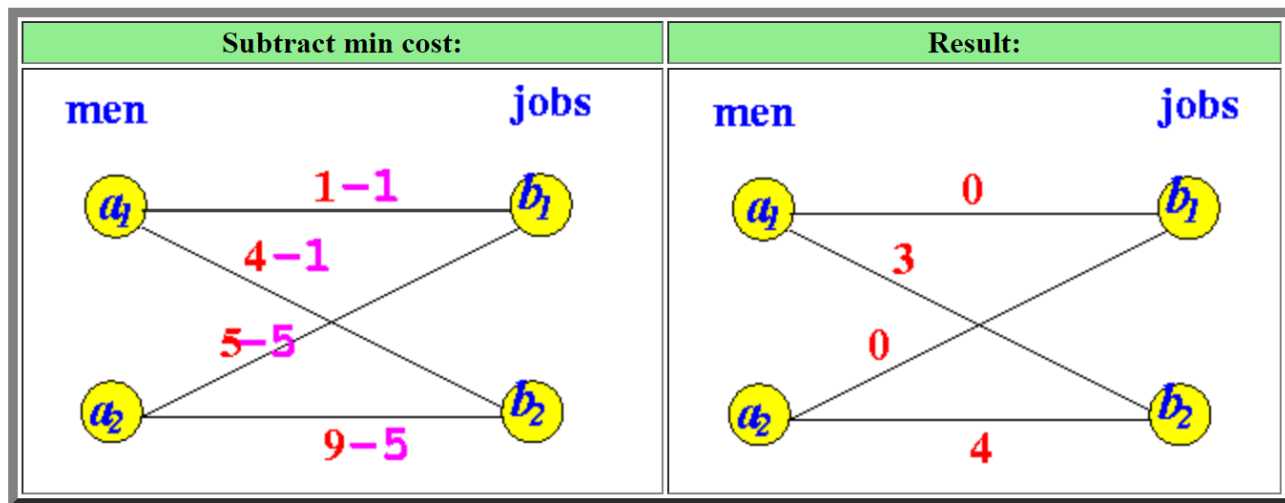 Subtract min cost:
Result:
men
jobs
1-1
a1
b1
4-1
5-5
a2
b2
9-5
men
jobs
0
a1
b1
3
0
a2
b2
4